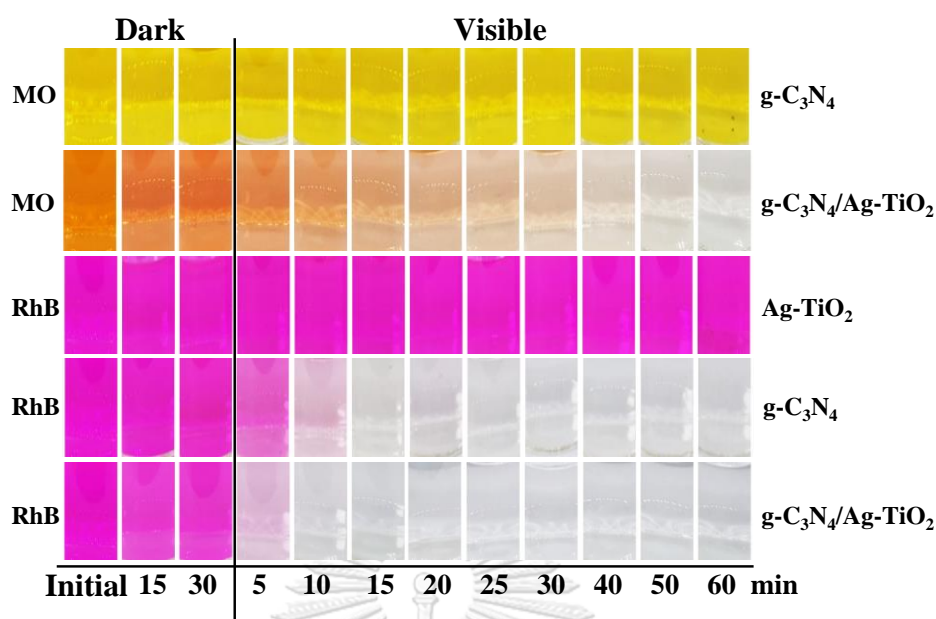 Dark Visible
MO g-C₃N₄
MO g-C₃N₄/Ag-TiO₂
RhB Ag-TiO₂
RhB g-C₃N₄
RhB g-C₃N₄/Ag-TiO₂
Initial 15 30 5 10 15 20 25 30 40 50 60 min